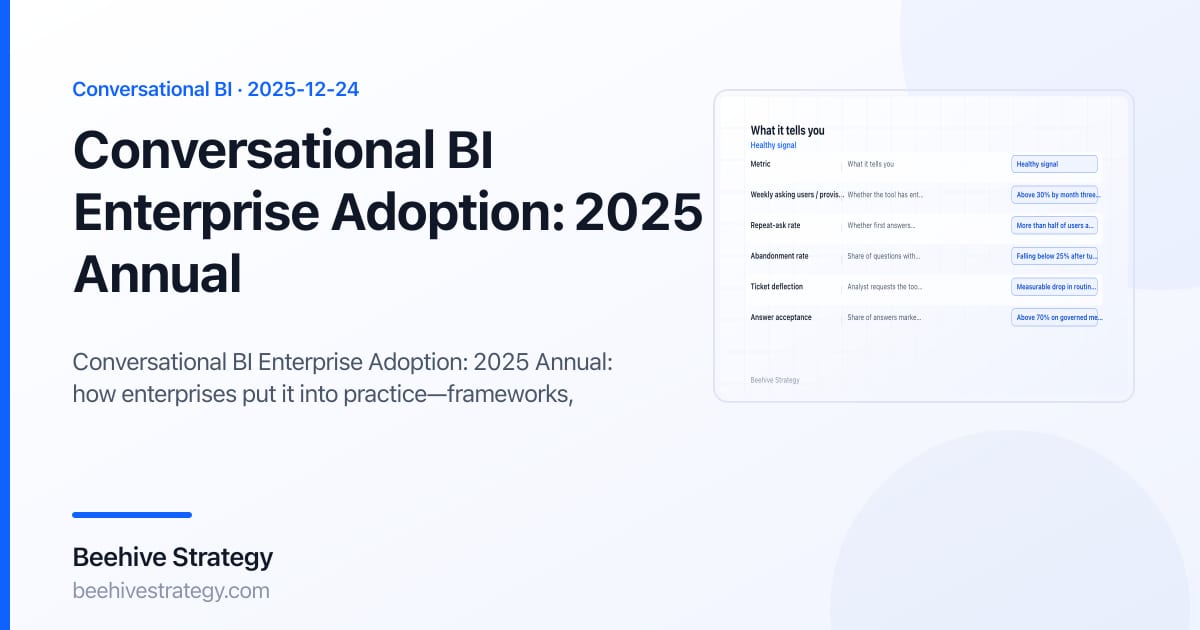 Conversational BI · 2025-12-24
Conversational BI
Enterprise Adoption: 2025
Annual
Conversational BI Enterprise Adoption: 2025 Annual:
how enterprises put it into practice—frameworks,
Beehive Strategy
beehivestrategy.com
What it tells you
Healthy signal
Metric What it tells you Healthy signal
Weekly asking users / provis... Whether the tool has ent... Above 30% by month three...
Repeat-ask rate Whether first answers... More than half of users a...
Abandonment rate Share of questions with... Falling below 25% after tu...
Ticket deflection Analyst requests the too... Measurable drop in routin...
Answer acceptance Share of answers marke... Above 70% on governed me...
Beehive Strategy